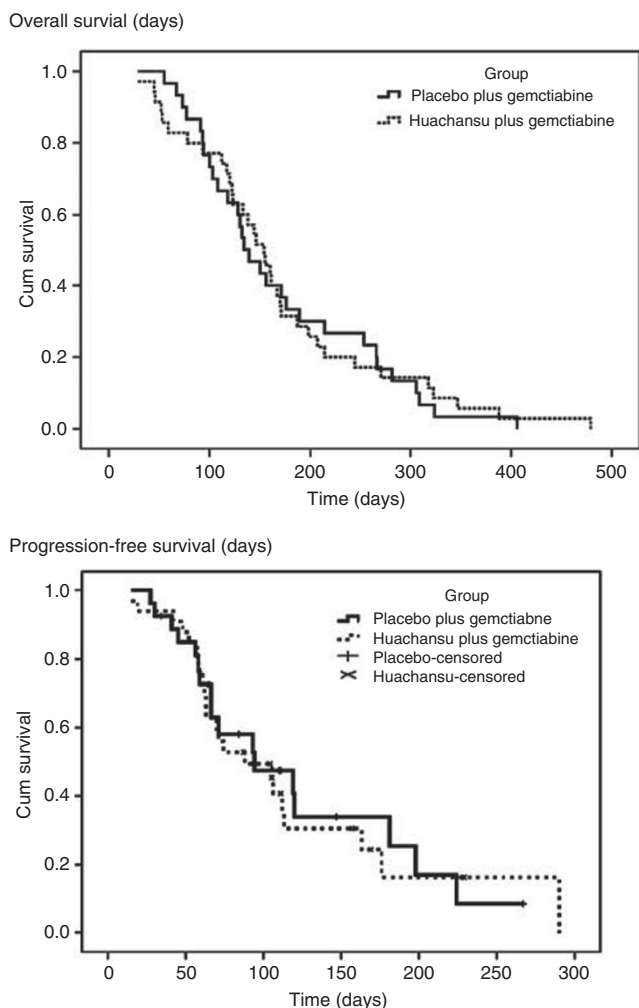 Overall survial (days)
Group
Placebo plus gemctiabine
Huachansu plus gemctiabine
Cum survival
1.0
0.8
0.6
0.4
0.2
0.0
0 100 200 300 400 500
Time (days)
Progression-free survival (days)
Group
Placebo plus gemctiabne
Huachansu plus gemctiabine
Placebo-censored
Huachansu-censored
Cum survival
1.0
0.8
0.6
0.4
0.2
0.0
0 50 100 150 200 250 300
Time (days)